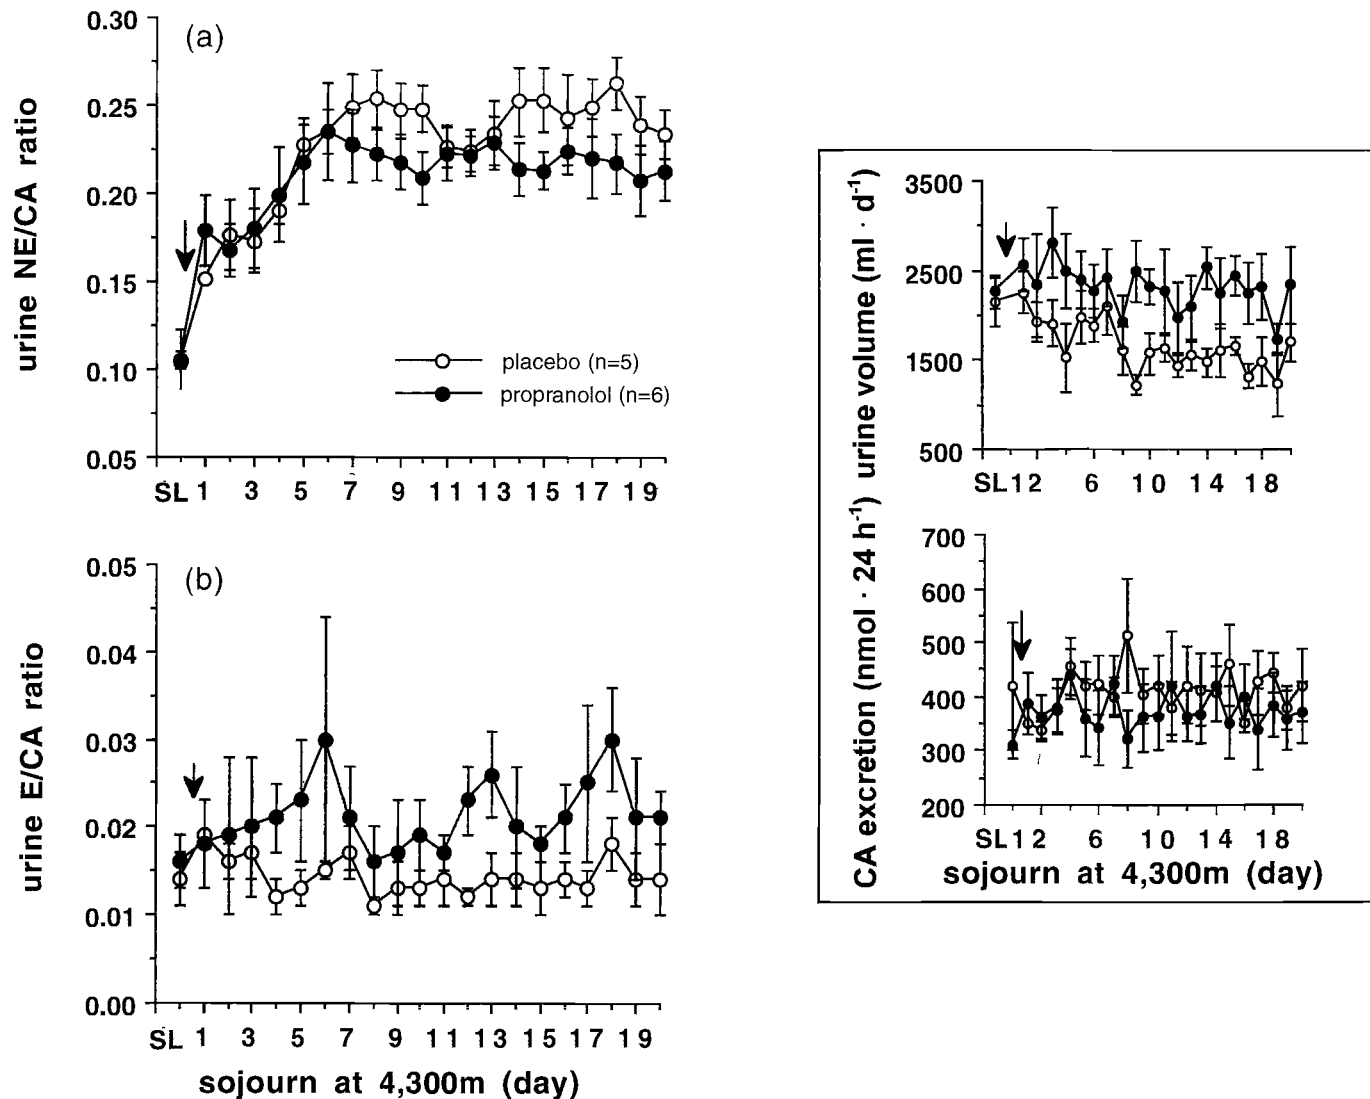 (a)
urine NE/CA ratio
0.30
0.25
0.20
0.15
0.10
0.05
placebo (n=5)
propranolol (n=6)
SL 1 3 5 7 9 11 13 15 17 19
(b)
urine E/CA ratio
0.05
0.04
0.03
0.02
0.01
0.00
SL 1 3 5 7 9 11 13 15 17 19
sojourn at 4,300m (day)
urine volume (ml · d⁻¹)
3500
2500
1500
500
SL12 6 10 14 18
CA excretion (nmol · 24 h⁻¹)
700
600
500
400
300
200
SL12 6 10 14 18
sojourn at 4,300m (day)